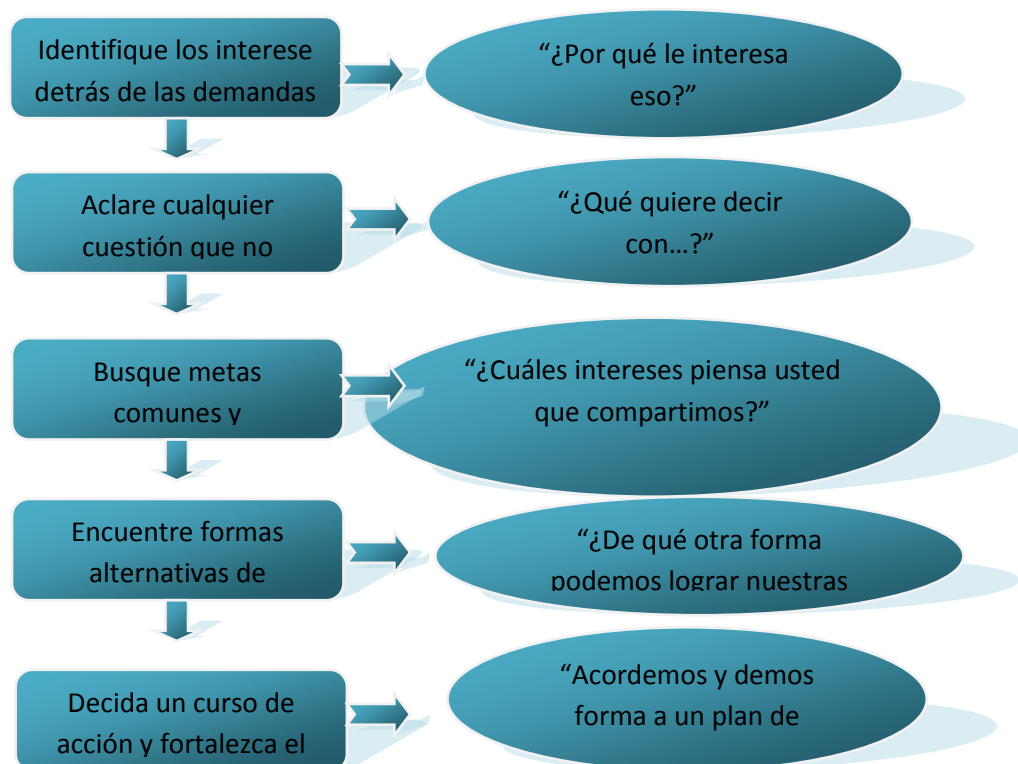 Identifique los interese
detrás de las demandas
“¿Por qué le interesa
eso?”
Aclare cualquier
cuestión que no
“¿Qué quiere decir
con…?”
Busque metas
comunes y
“¿Cuáles intereses piensa usted
que compartimos?”
Encuentre formas
alternativas de
“¿De qué otra forma
podemos lograr nuestras
Decida un curso de
acción y fortalezca el
“Acordemos y demos
forma a un plan de